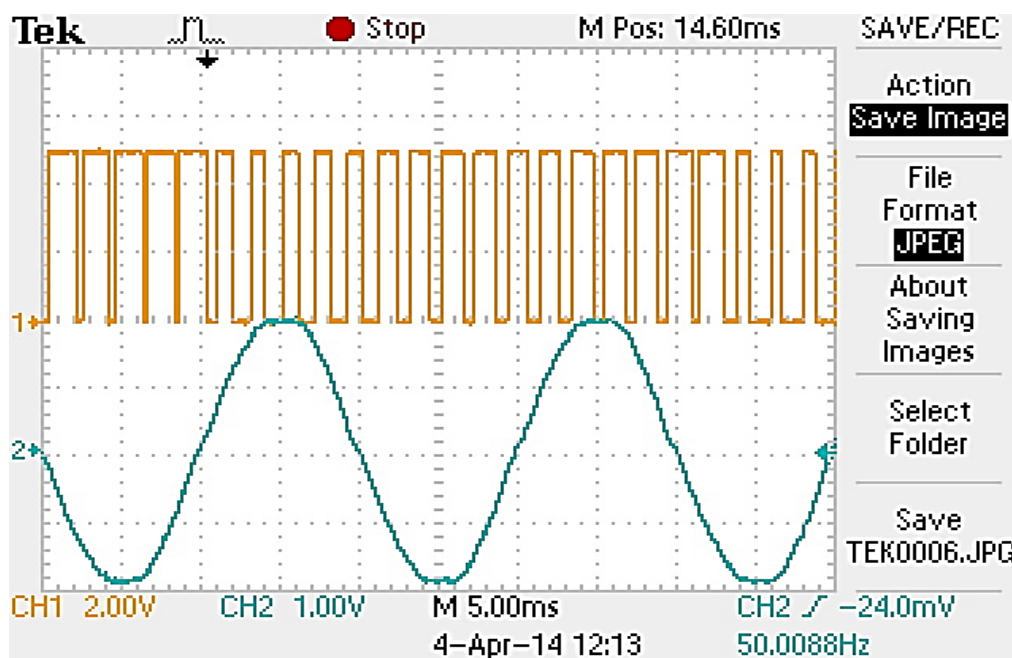 Tek Stop M Pos: 14.60ms SAVE/REC
Action
Save Image
File
Format
JPEG
About
Saving
Images
Select
Folder
Save
TEK0006.JPG
1
2
CH1 2.00V CH2 1.00V M 5.00ms CH2 -24.0mV
4-Apr-14 12:13 50.0088Hz